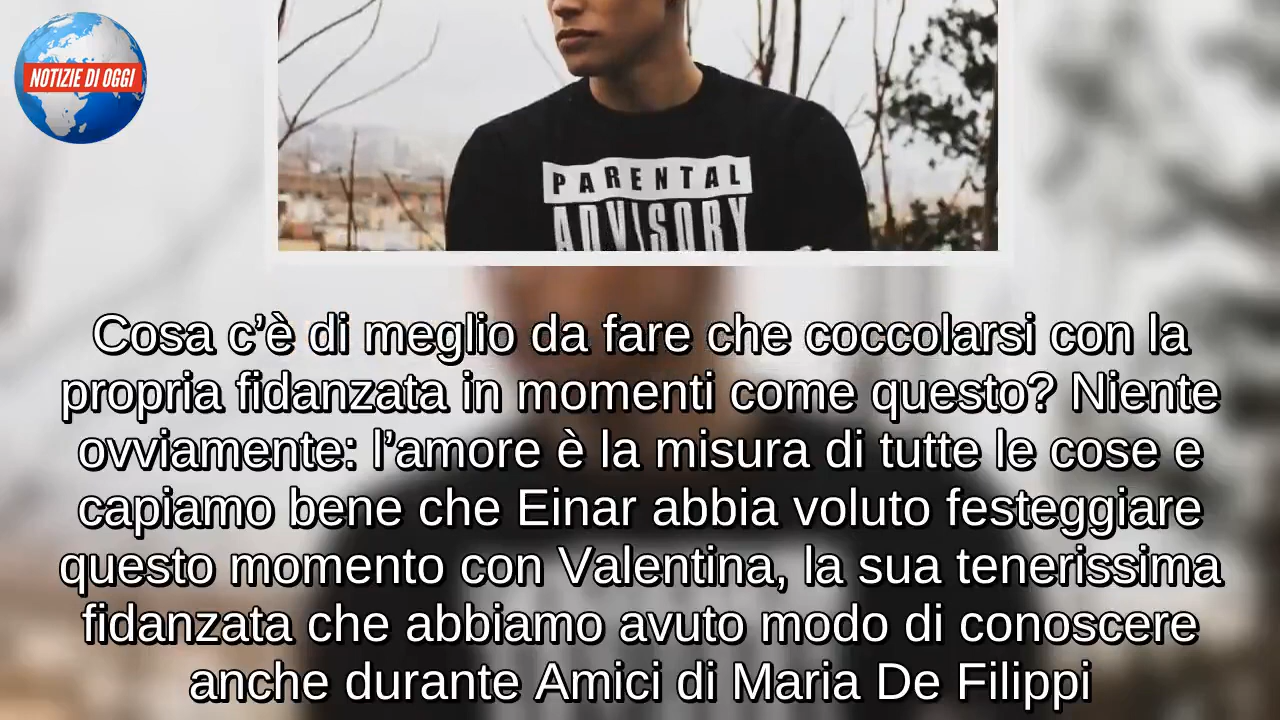 NOTIZIE DI OGGI
PARENTAL
ADVISORY
Cosa c’è di meglio da fare che coccolarsi con la
propria fidanzata in momenti come questo? Niente
ovviamente: l’amore è la misura di tutte le cose e
capiamo bene che Einar abbia voluto festeggiare
questo momento con Valentina, la sua tenerissima
fidanzata che abbiamo avuto modo di conoscere
anche durante Amici di Maria De Filippi